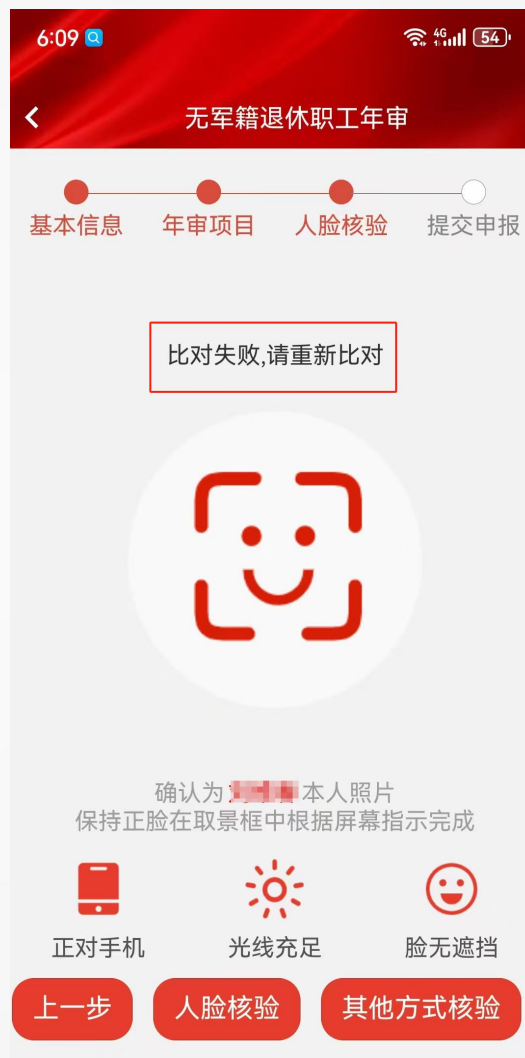 6:09
4G
54
无军籍退休职工年审
基本信息 年审项目 人脸核验 提交申报
比对失败,请重新比对
确认为 本人照片
保持正脸在取景框中根据屏幕指示完成
正对手机 光线充足 脸无遮挡
上一步 人脸核验 其他方式核验